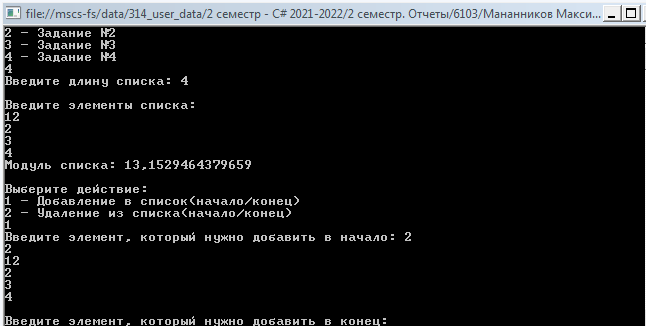 file://mscs-fs/data/314_user_data/2 семестр - C# 2021-2022/2 семестр. Отчеты/6103/Мананников Макси...
2 - Задание №2
3 - Задание №3
4 - Задание №4
4
Введите длину списка: 4
Введите элементы списка:
12
2
3
4
Модуль списка: 13,1529464379659
Выберите действие:
1 - Добавление в список(начало/конец)
2 - Удаление из списка(начало/конец)
1
Введите элемент, который нужно добавить в начало: 2
2
12
2
3
4
Введите элемент, который нужно добавить в конец: